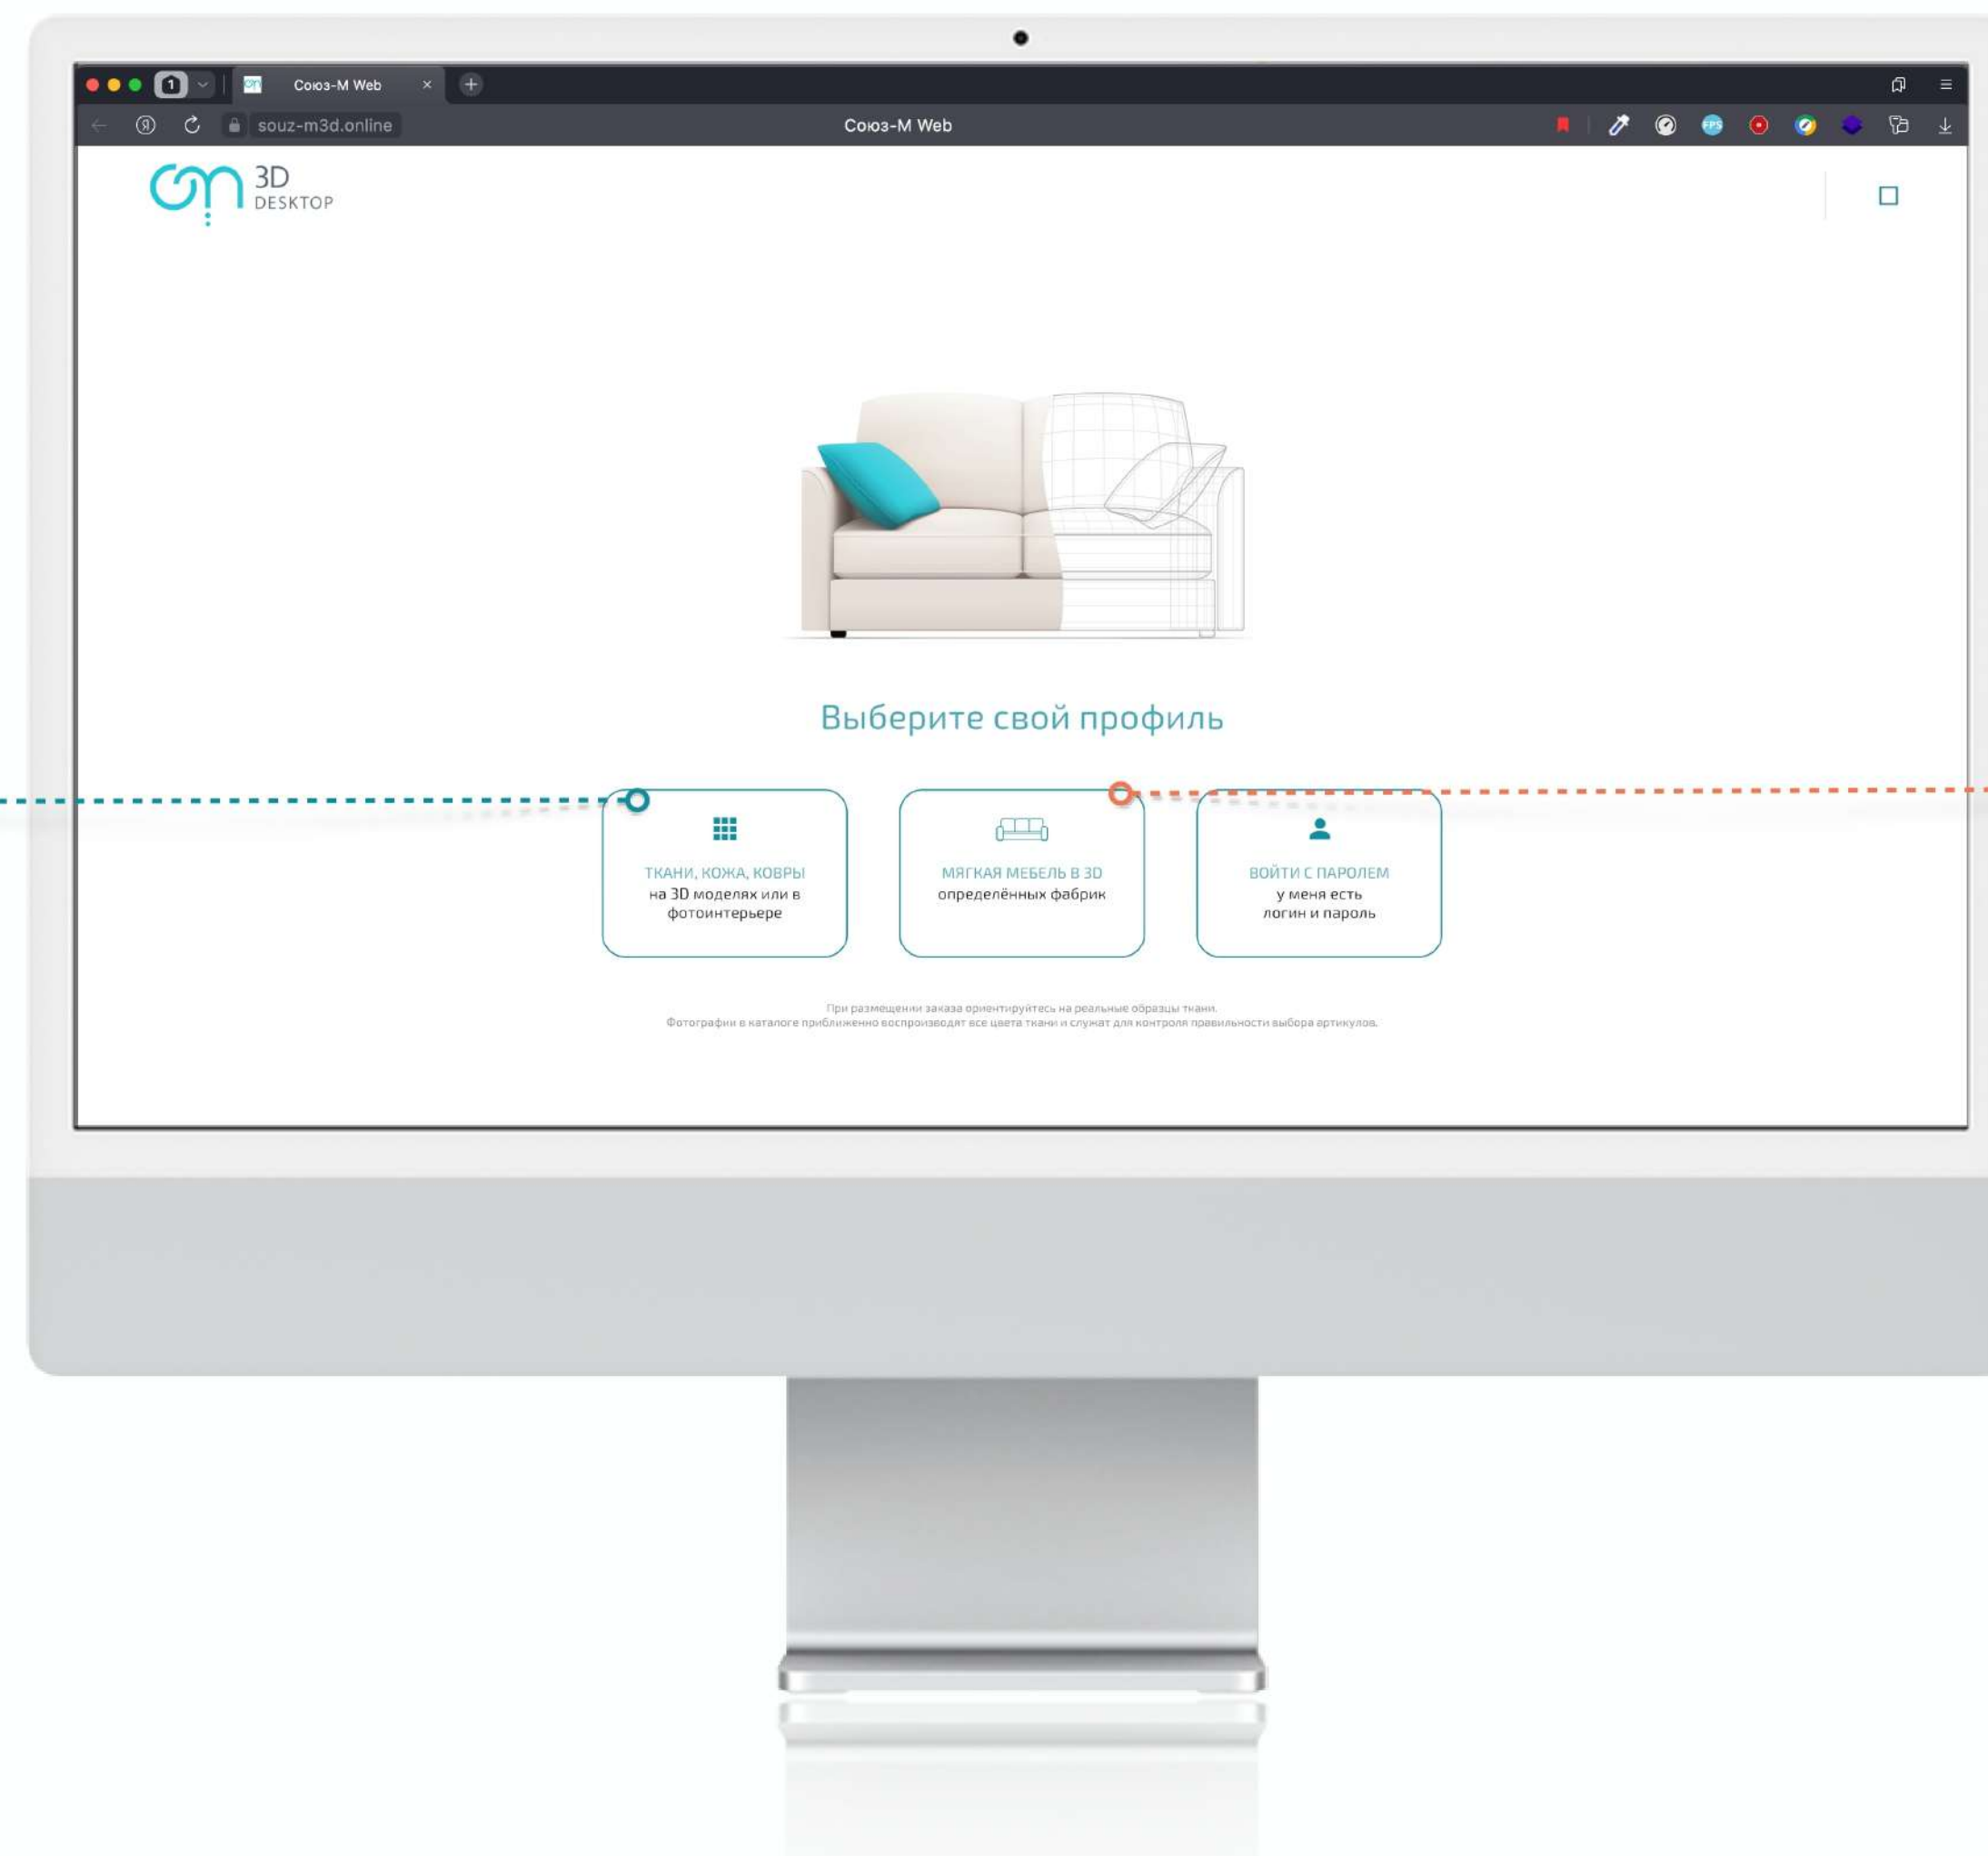 1
Союз-М Web
souz-m3d.online
Союз-М Web
FPS
3D
DESKTOP
Выберите свой профиль
ТКАНИ, КОЖА, КОВРЫ
на 3D моделях или в
фотоинтерьере
МЯГКАЯ МЕБЕЛЬ В 3D
определённых фабрик
ВОЙТИ С ПАРОЛЕМ
у меня есть
логин и пароль
При размещении заказа ориентируйтесь на реальные образцы ткани.
Фотографии в каталоге приближенно воспроизводят все цвета ткани и служат для контроля правильности выбора артикулов.